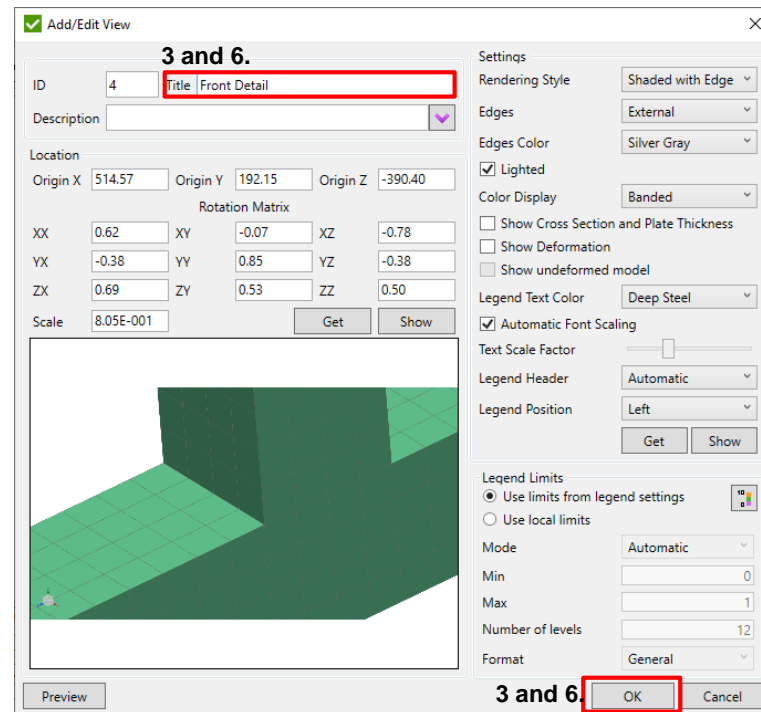 Add/Edit View
3 and 6.
ID 4 Title Front Detail
Description
Location
Origin X 514.57 Origin Y 192.15 Origin Z -390.40
Rotation Matrix
XX 0.62 XY -0.07 XZ -0.78
YX -0.38 YY 0.85 YZ -0.38
ZX 0.69 ZY 0.53 ZZ 0.50
Scale 8.05E-001 Get Show
Settings
Rendering Style Shaded with Edge
Edges External
Edges Color Silver Gray
Lighted
Color Display Banded
Show Cross Section and Plate Thickness
Show Deformation
Show undeformed model
Legend Text Color Deep Steel
Automatic Font Scaling
Text Scale Factor
Legend Header Automatic
Legend Position Left
Get Show
Legend Limits
Use limits from legend settings
Use local limits
Mode Automatic
Min 0
Max 1
Number of levels 12
Format General
Preview 3 and 6. OK Cancel